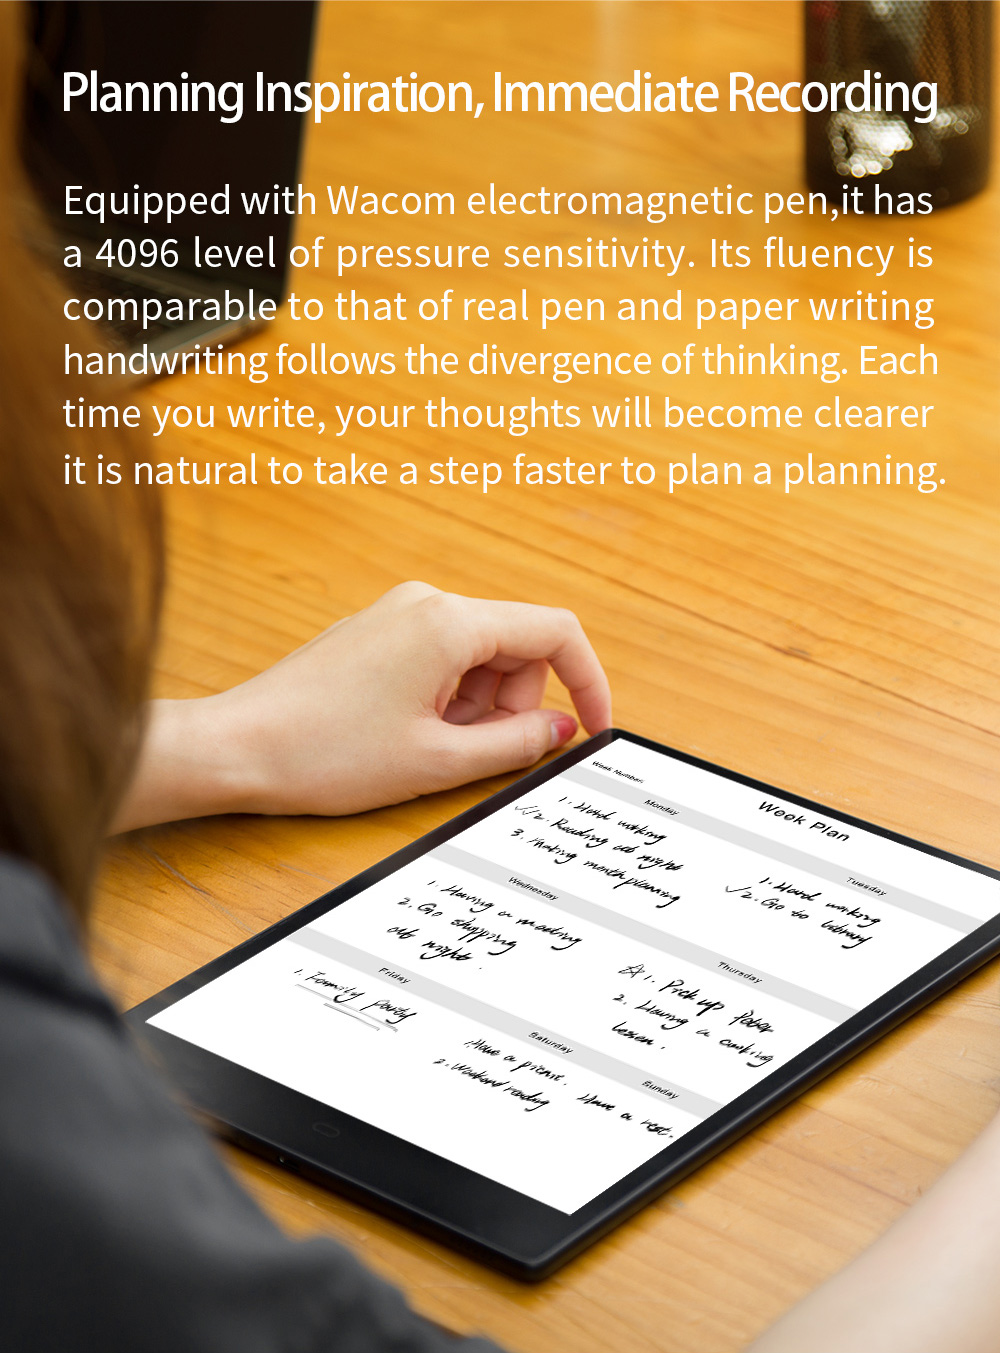 Planning Inspiration, Immediate Recording
Equipped with Wacom electromagnetic pen,it has
a 4096 level of pressure sensitivity. Its fluency is
comparable to that of real pen and paper writing
handwriting follows the divergence of thinking. Each
time you write, your thoughts will become clearer
it is natural to take a step faster to plan a planning.
Week Number:
Week Plan
Monday
1. Hard working
2. Reading at night
3. Making month planning
Tuesday
1. Hard working
2. Go to library
Wednesday
1. Having a meeting
2. Go shopping
at night.
Thursday
1. Pick up Peter
2. Having a cooking
lesson.
Friday
1. Family party
Saturday
1. Have a picnic.
2. Weekend reading
Sunday
Have a rest.